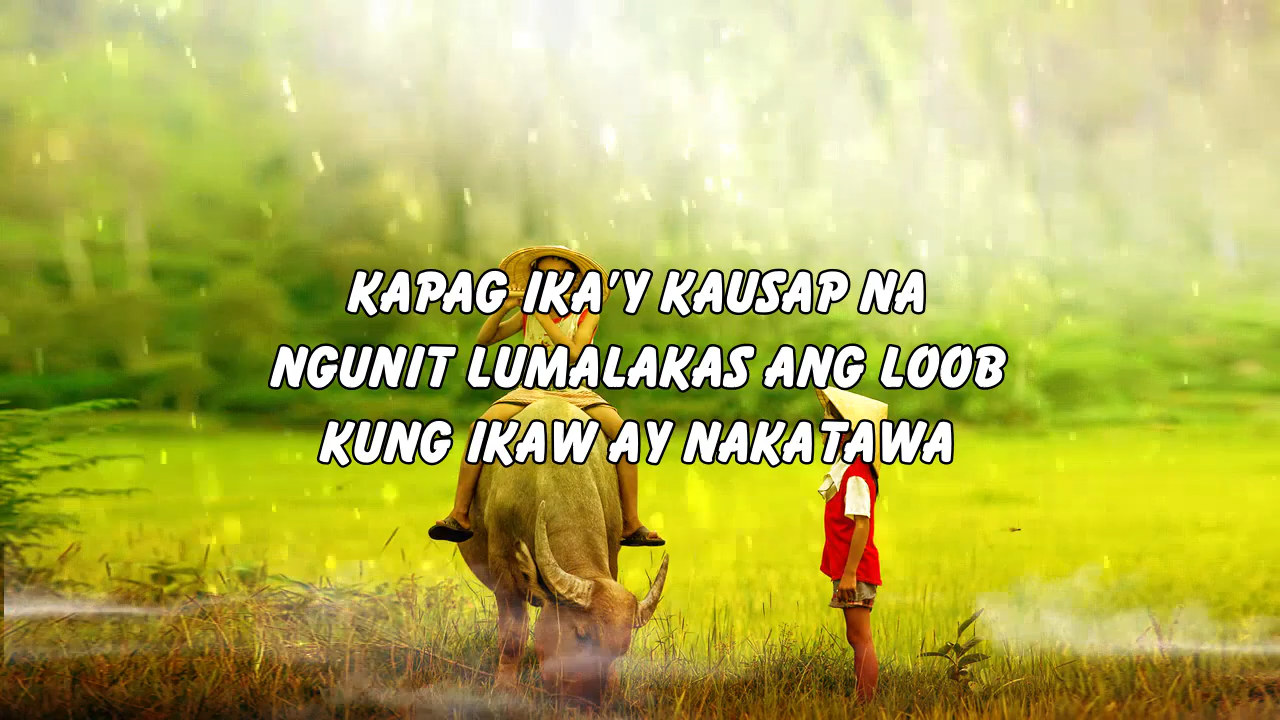 KAPAG IKA'Y KAUSAP NA
NGUNIT LUMALAKAS ANG LOOB
KUNG IKAW AY NAKATAWA